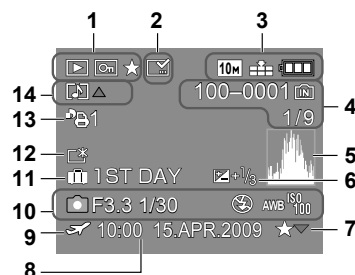 1 2 3
10M
14 100-0001 IN 4
13 1 1/9
12 5
11 1ST DAY +1/3 6
10 F3.3 1/30 AWB ISO 100
9 10:00 15.APR.2009 7
8